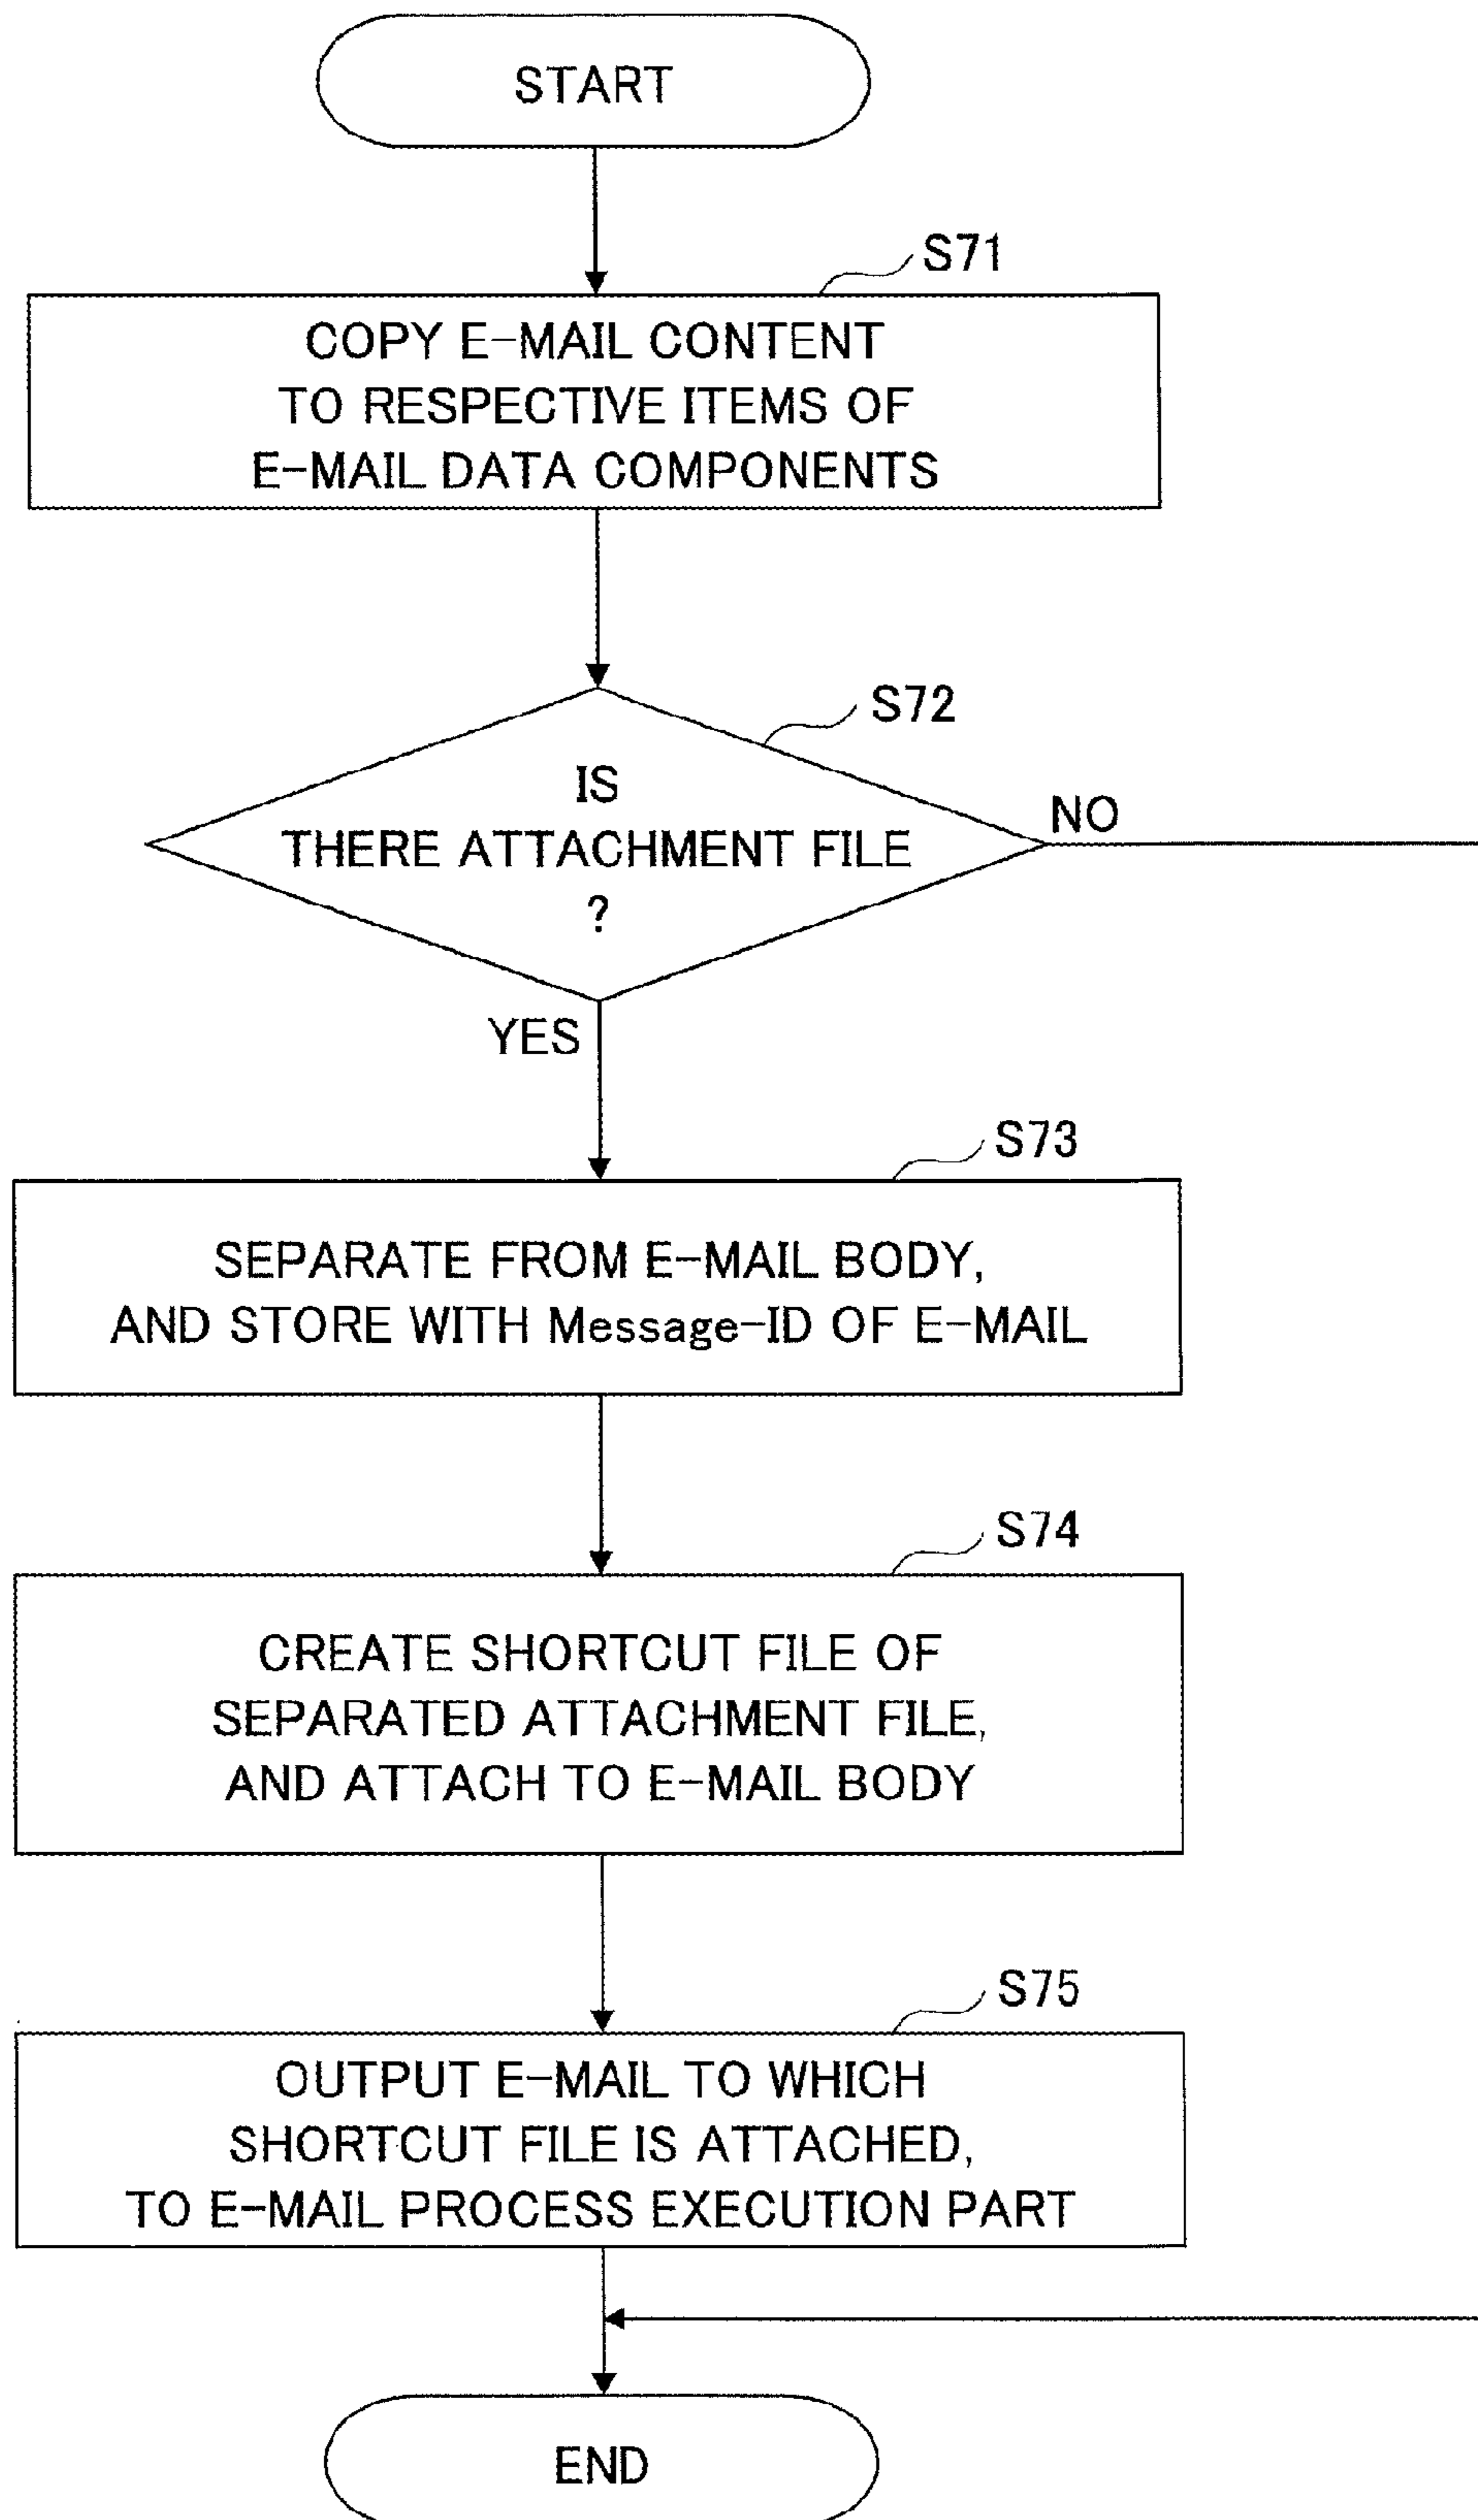 START
S71
COPY E-MAIL CONTENT
TO RESPECTIVE ITEMS OF
E-MAIL DATA COMPONENTS
S72
IS
THERE ATTACHMENT FILE
?
NO
YES
S73
SEPARATE FROM E-MAIL BODY,
AND STORE WITH Message-ID OF E-MAIL
S74
CREATE SHORTCUT FILE OF
SEPARATED ATTACHMENT FILE,
AND ATTACH TO E-MAIL BODY
S75
OUTPUT E-MAIL TO WHICH
SHORTCUT FILE IS ATTACHED,
TO E-MAIL PROCESS EXECUTION PART
END